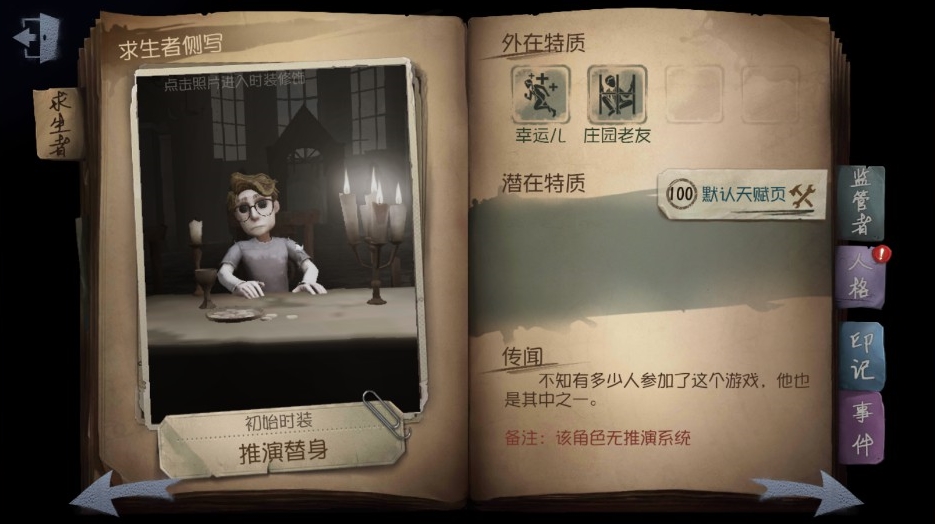 求生者侧写
点击照片进入时装修饰
求生者
初始时装
推演替身
外在特质
幸运儿
庄园老友
潜在特质
100 默认天赋页
传闻
不知有多少人参加了这个游戏，他也
是其中之一。
备注：该角色无推演系统
监管者
人格
!
印记
事件